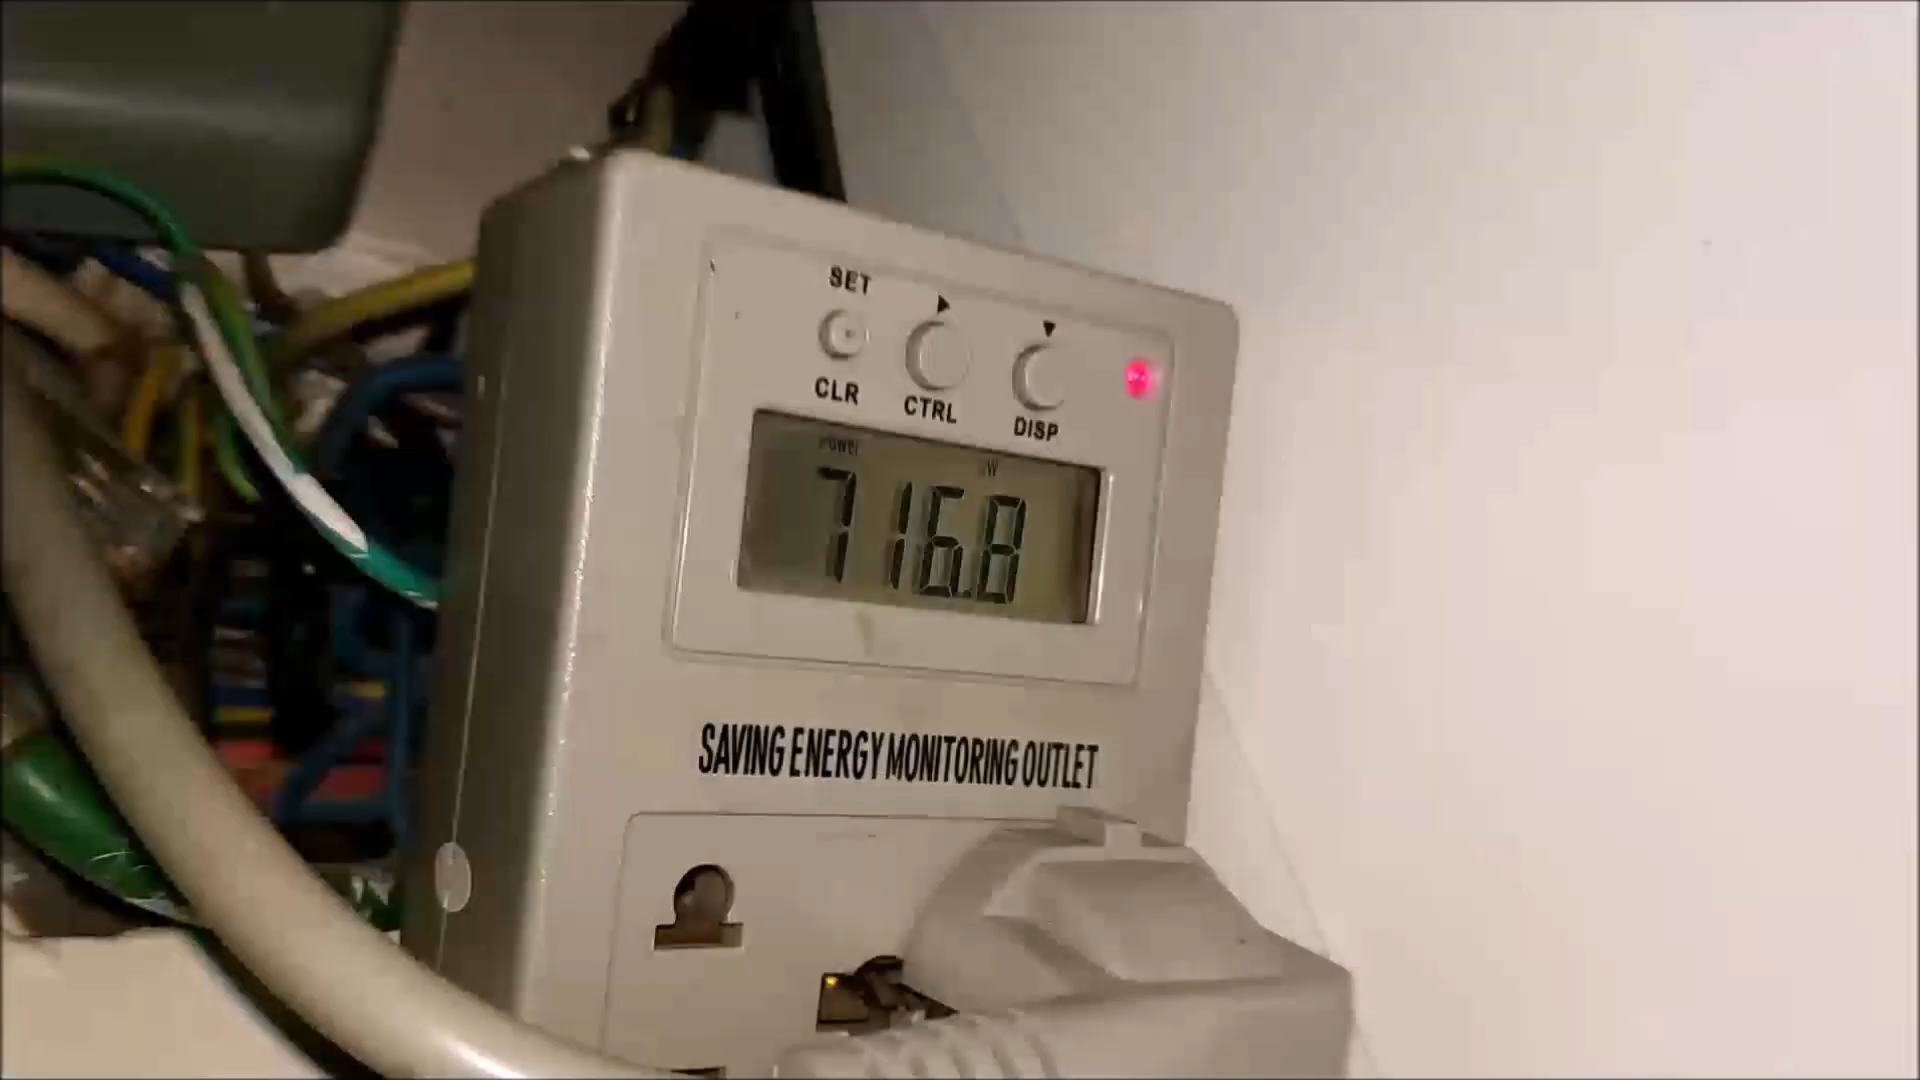 SET
CLR CTRL DISP
POWER W
716.8
SAVING ENERGY MONITORING OUTLET